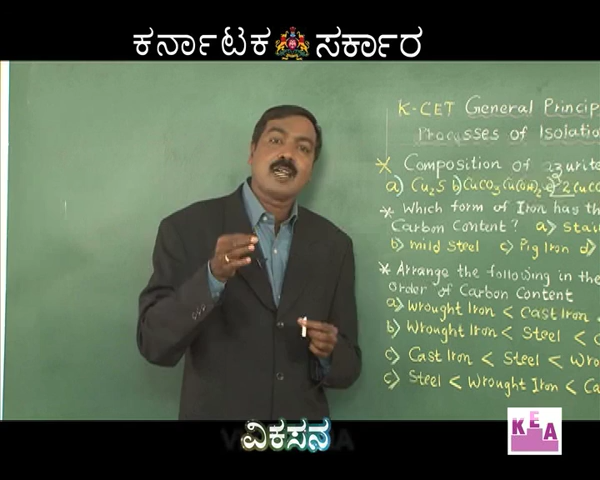 ಕರ್ನಾಟಕ ಸರ್ಕಾರ
K-CET General Princip
Processes of Isolatio
* Composition of azurite
a) Cu₂S b) CuCO₃ Cu(OH)₂ 2CuCO
* Which form of Iron has th
Carbon Content? a) Stai
b) mild Steel c) Pig Iron d)
* Arrange the following in the
order of Carbon Content
a) Wrought Iron < Cast Iron
b) Wrought Iron < Steel < C
c) Cast Iron < Steel < Wro
c) Steel < Wrought Iron < Ca
KEA
ವಿಕಸನ